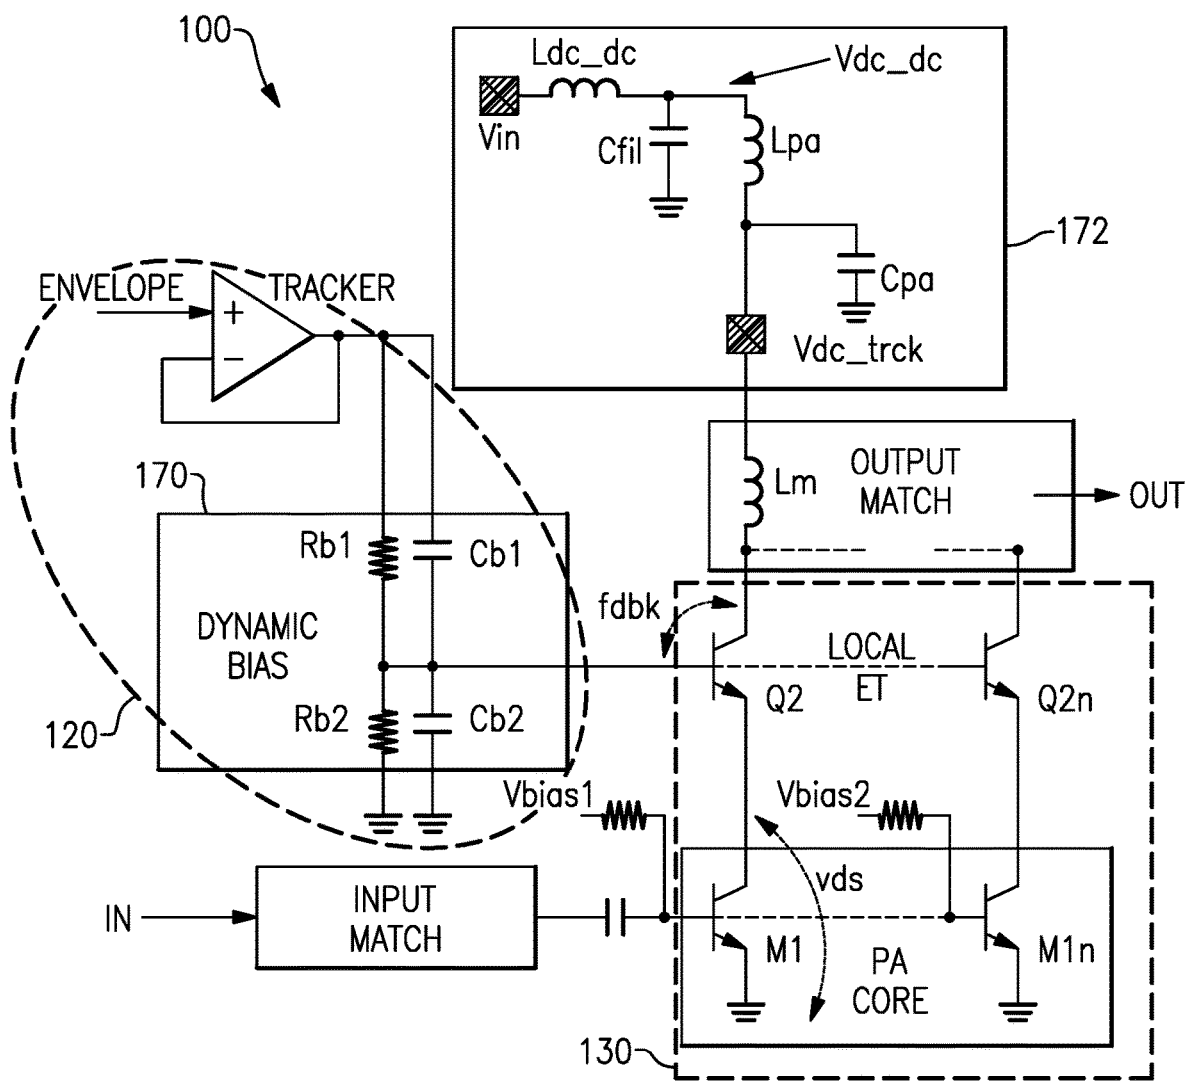 100
Ldc_dc
Vdc_dc
Vin
Cfil
Lpa
172
Cpa
Vdc_trck
ENVELOPE TRACKER
+
−
170
Rb1
Cb1
DYNAMIC
BIAS
Rb2
Cb2
120
Lm
OUTPUT
MATCH
OUT
fdbk
LOCAL
ET
Q2
Q2n
Vbias1
Vbias2
vds
IN
INPUT
MATCH
M1
PA
CORE
M1n
130